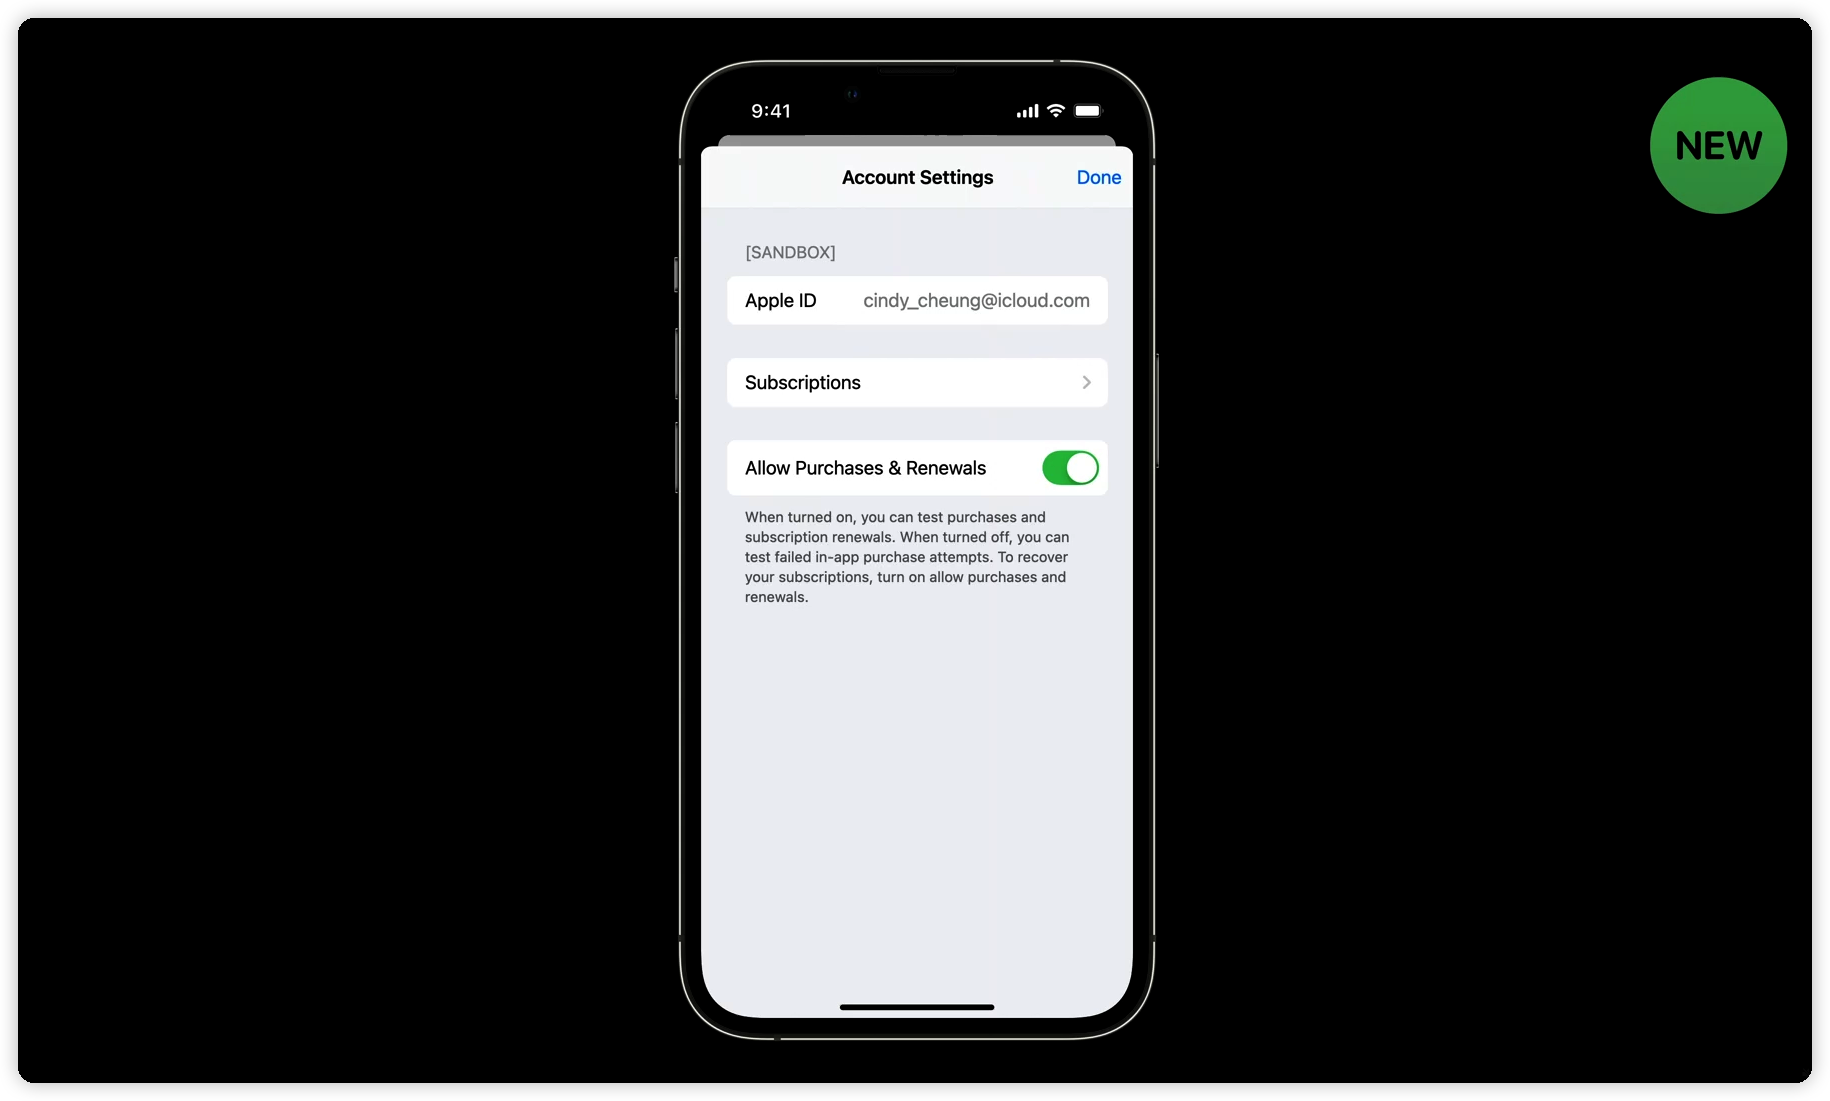 9:41
NEW
Account Settings
Done
[SANDBOX]
Apple ID cindy_cheung@icloud.com
Subscriptions
Allow Purchases & Renewals
When turned on, you can test purchases and
subscription renewals. When turned off, you can
test failed in-app purchase attempts. To recover
your subscriptions, turn on allow purchases and
renewals.